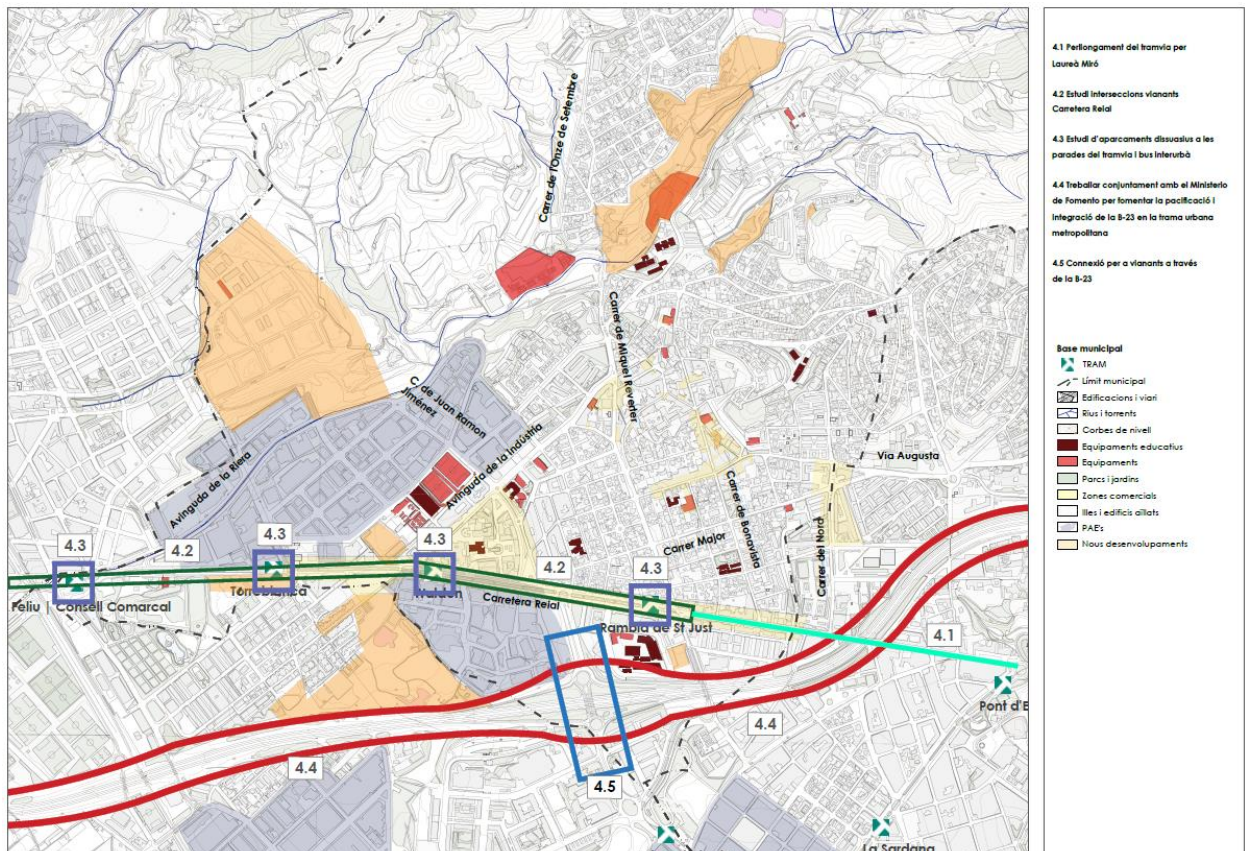 Carrer de l'Onze de Setembre
Carrer de Miquel Reverter
C. de Juan Ramon
Jiménez
Avinguda de la Indústria
Avinguda de la Riera
Via Augusta
Carrer de Bonavista
Carrer Major
Carrer del Nord
4.3
4.2
4.3
4.3
4.2
4.3
Feliu | Consell Comarcal
Torreblanca
Walden
Carretera Reial
Rambla de St Just
4.1
Pont d'E
4.4
4.4
4.5
La Sardana
4.1 Perllongament del tramvia per
Laureà Miró
4.2 Estudi interseccions vianants
Carretera Reial
4.3 Estudi d'aparcaments dissuasius a les
parades del tramvia i bus interurbà
4.4 Treballar conjuntament amb el Ministerio
de Fomento per fomentar la pacificació i
integració de la B-23 en la trama urbana
metropolitana
4.5 Connexió per a vianants a través
de la B-23
Base municipal
TRAM
Límit municipal
Edificacions i viari
Rius i torrents
Corbes de nivell
Equipaments educatius
Equipaments
Parcs i jardins
Zones comercials
Illes i edificis aïllats
PAE's
Nous desenvolupaments